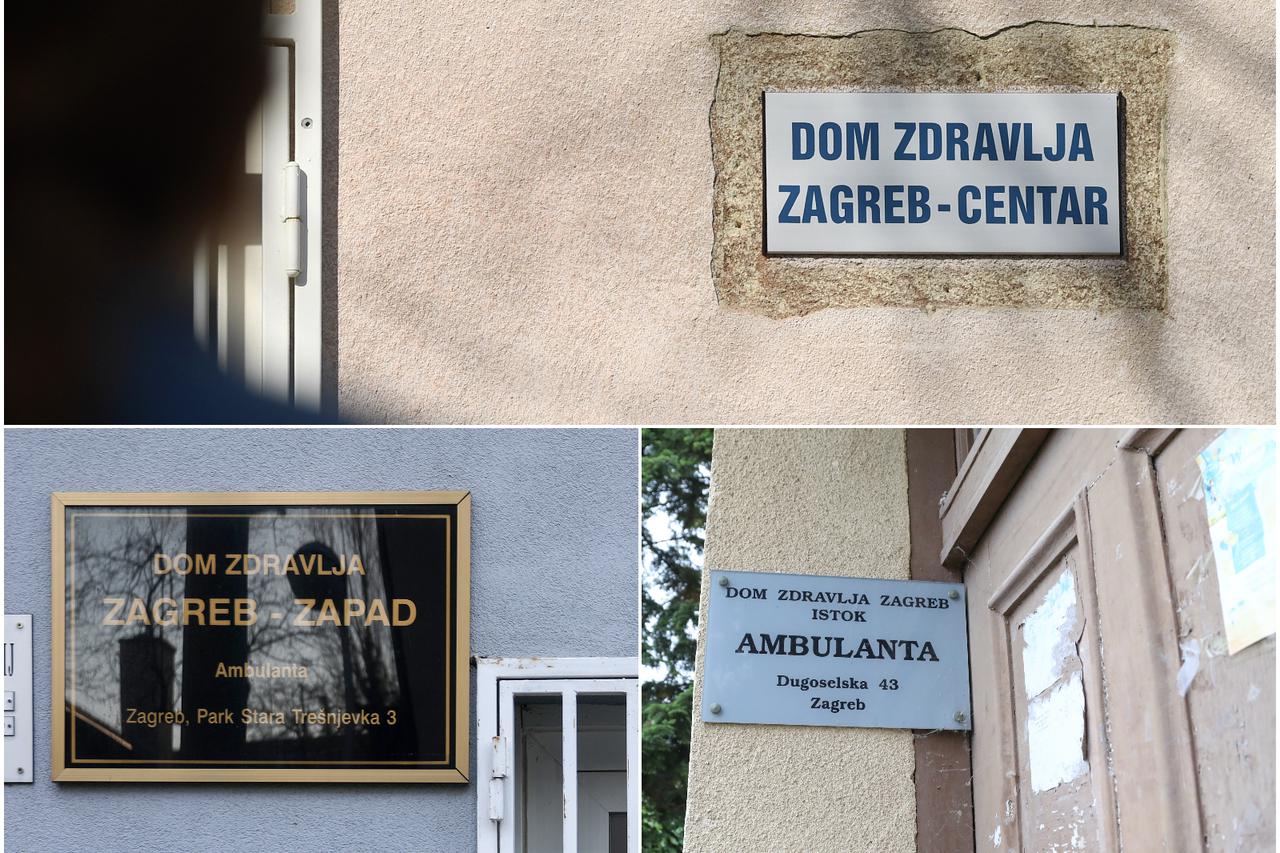 DOM ZDRAVLJA
ZAGREB-CENTAR
DOM ZDRAVLJA
ZAGREB - ZAPAD
Ambulanta
Zagreb, Park Stara Trešnjevka 3
DOM ZDRAVLJA ZAGREB
ISTOK
AMBULANTA
Dugoselska 43
Zagreb